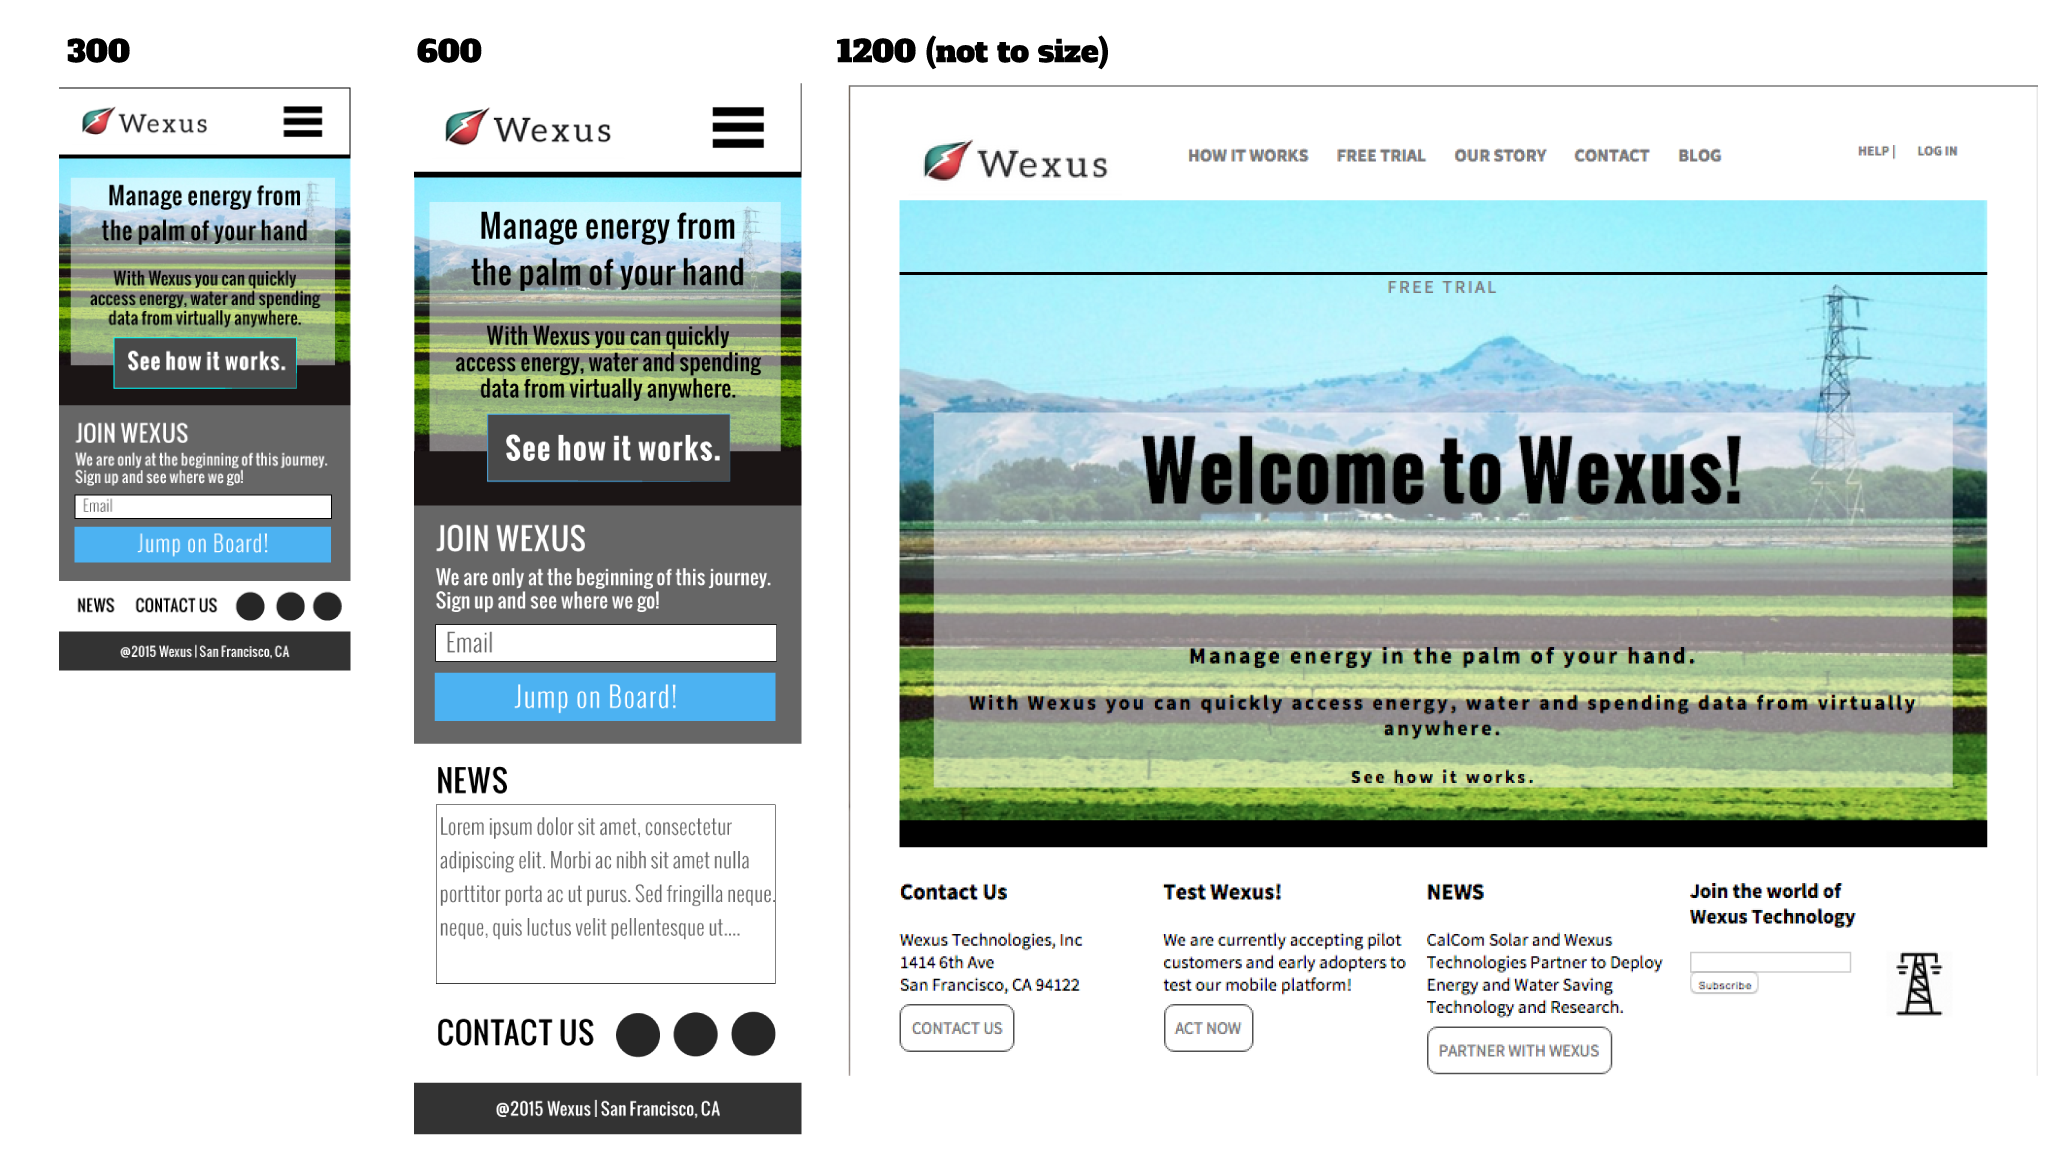 300
Wexus
Manage energy from
the palm of your hand
With Wexus you can quickly
access energy, water and spending
data from virtually anywhere.
See how it works.
JOIN WEXUS
We are only at the beginning of this journey.
Sign up and see where we go!
Email
Jump on Board!
NEWS CONTACT US
@2015 Wexus | San Francisco, CA
600
Wexus
Manage energy from
the palm of your hand
With Wexus you can quickly
access energy, water and spending
data from virtually anywhere.
See how it works.
JOIN WEXUS
We are only at the beginning of this journey.
Sign up and see where we go!
Email
Jump on Board!
NEWS
Lorem ipsum dolor sit amet, consectetur
adipiscing elit. Morbi ac nibh sit amet nulla
porttitor porta ac ut purus. Sed fringilla neque.
neque, quis luctus velit pellentesque ut....
CONTACT US
@2015 Wexus | San Francisco, CA
1200 (not to size)
Wexus
HOW IT WORKS FREE TRIAL OUR STORY CONTACT BLOG
HELP | LOG IN
FREE TRIAL
Welcome to Wexus!
Manage energy in the palm of your hand.
With Wexus you can quickly access energy, water and spending data from virtually
anywhere.
See how it works.
Contact Us
Wexus Technologies, Inc
1414 6th Ave
San Francisco, CA 94122
CONTACT US
Test Wexus!
We are currently accepting pilot
customers and early adopters to
test our mobile platform!
ACT NOW
NEWS
CalCom Solar and Wexus
Technologies Partner to Deploy
Energy and Water Saving
Technology and Research.
PARTNER WITH WEXUS
Join the world of
Wexus Technology
Subscribe